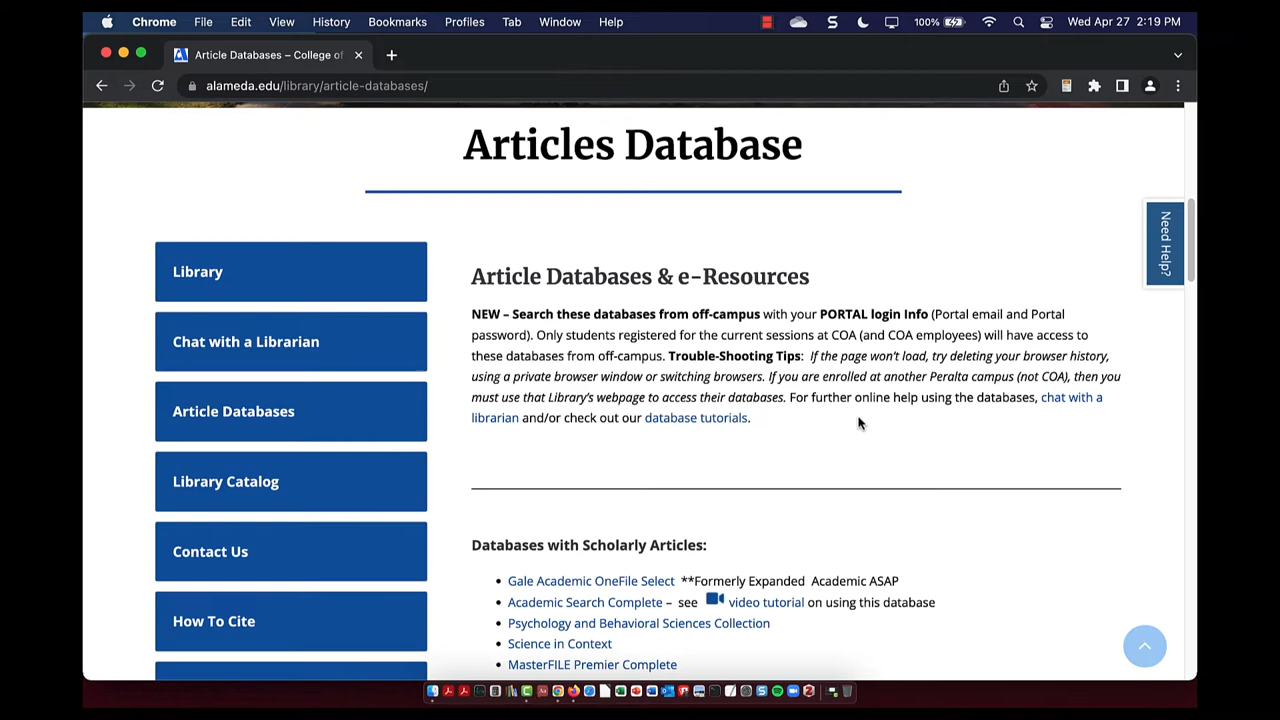 Chrome File Edit View History Bookmarks Profiles Tab Window Help 100% Wed Apr 27 2:19 PM
Article Databases – College of
alameda.edu/library/article-databases/
Articles Database
Need Help?
Library
Chat with a Librarian
Article Databases
Library Catalog
Contact Us
How To Cite
Article Databases & e-Resources
NEW – Search these databases from off-campus with your PORTAL login Info (Portal email and Portal
password). Only students registered for the current sessions at COA (and COA employees) will have access to
these databases from off-campus. Trouble-Shooting Tips: If the page won't load, try deleting your browser history,
using a private browser window or switching browsers. If you are enrolled at another Peralta campus (not COA), then you
must use that Library's webpage to access their databases. For further online help using the databases, chat with a
librarian and/or check out our database tutorials.
Databases with Scholarly Articles:
• Gale Academic OneFile Select **Formerly Expanded Academic ASAP
• Academic Search Complete – see video tutorial on using this database
• Psychology and Behavioral Sciences Collection
• Science in Context
• MasterFILE Premier Complete